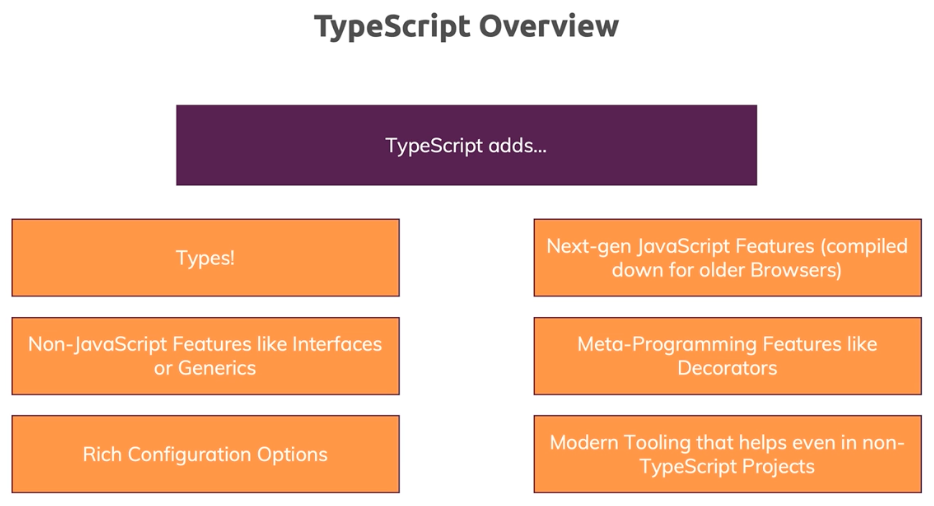 TypeScript Overview
TypeScript adds...
Types!
Next-gen JavaScript Features (compiled
down for older Browsers)
Non-JavaScript Features like Interfaces
or Generics
Meta-Programming Features like
Decorators
Rich Configuration Options
Modern Tooling that helps even in non-
TypeScript Projects